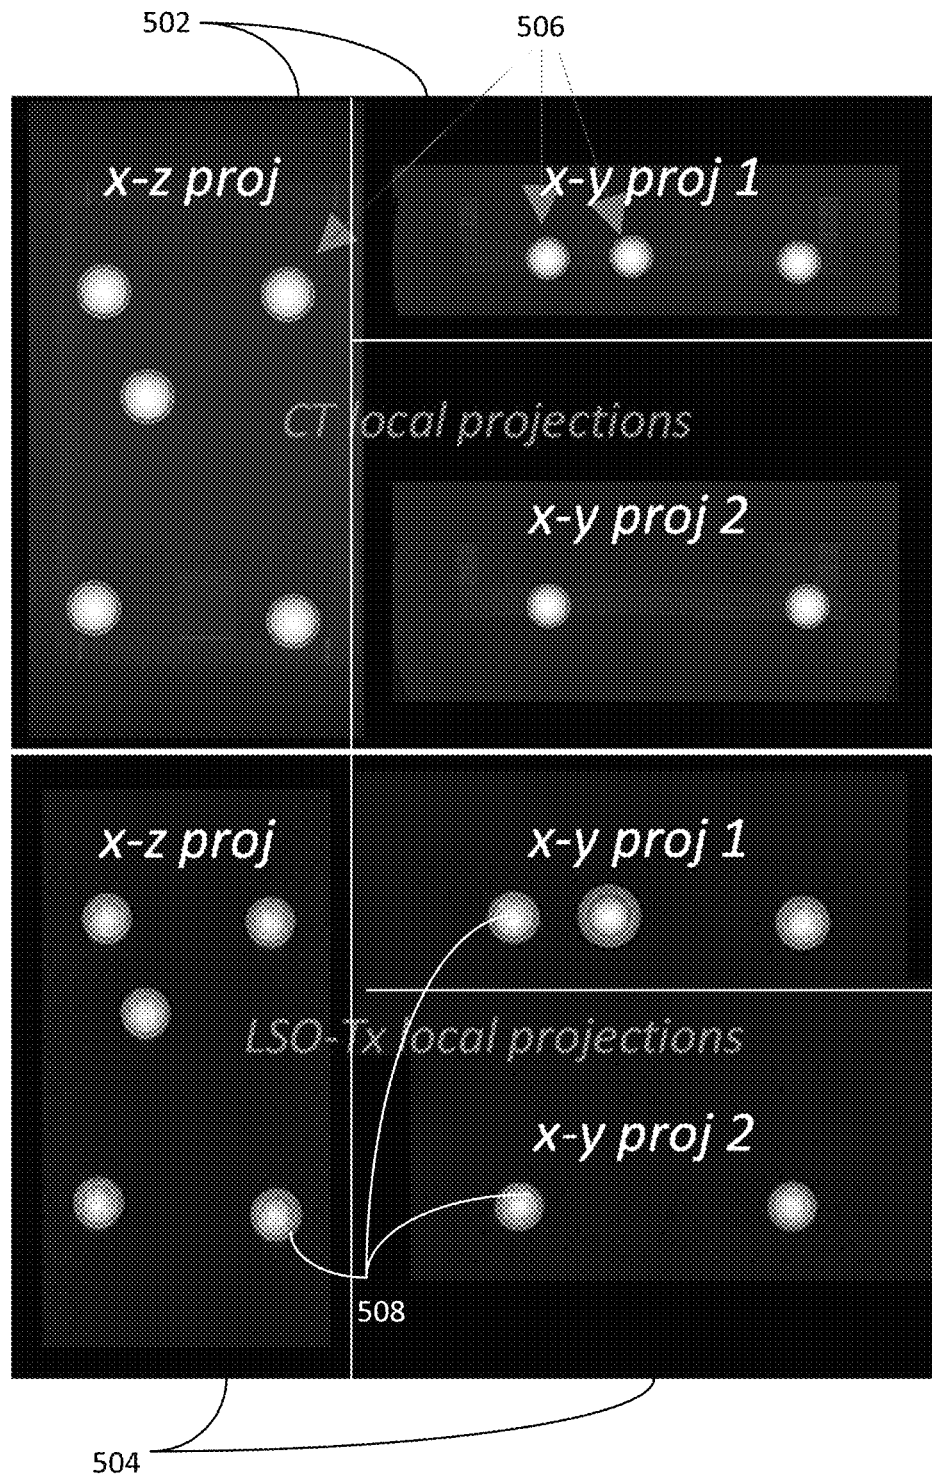 502
506
x-z proj
x-y proj 1
CT local projections
x-y proj 2
x-z proj
x-y proj 1
LSO-Tx local projections
x-y proj 2
508
504